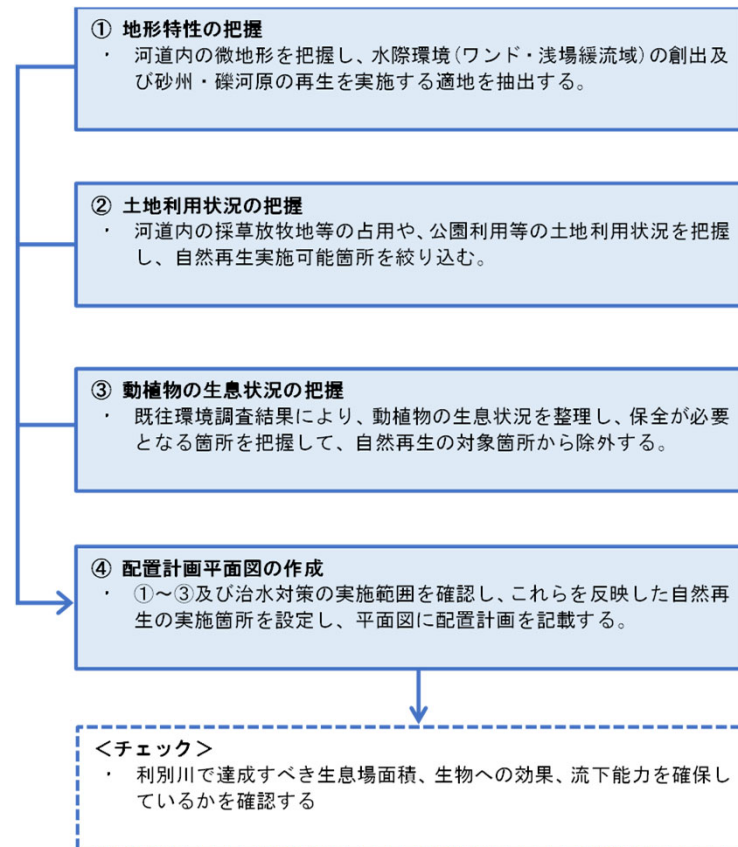 ① 地形特性の把握
・ 河道内の微地形を把握し、水際環境(ワンド・浅場緩流域)の創出及
び砂州・礫河原の再生を実施する適地を抽出する。
② 土地利用状況の把握
・ 河道内の採草放牧地等の占用や、公園利用等の土地利用状況を把握
し、自然再生実施可能箇所を絞り込む。
③ 動植物の生息状況の把握
・ 既往環境調査結果により、動植物の生息状況を整理し、保全が必要
となる箇所を把握して、自然再生の対象箇所から除外する。
④ 配置計画平面図の作成
・ ①～③及び治水対策の実施範囲を確認し、これらを反映した自然再
生の実施箇所を設定し、平面図に配置計画を記載する。
＜チェック＞
・ 利別川で達成すべき生息場面積、生物への効果、流下能力を確保し
ているかを確認する